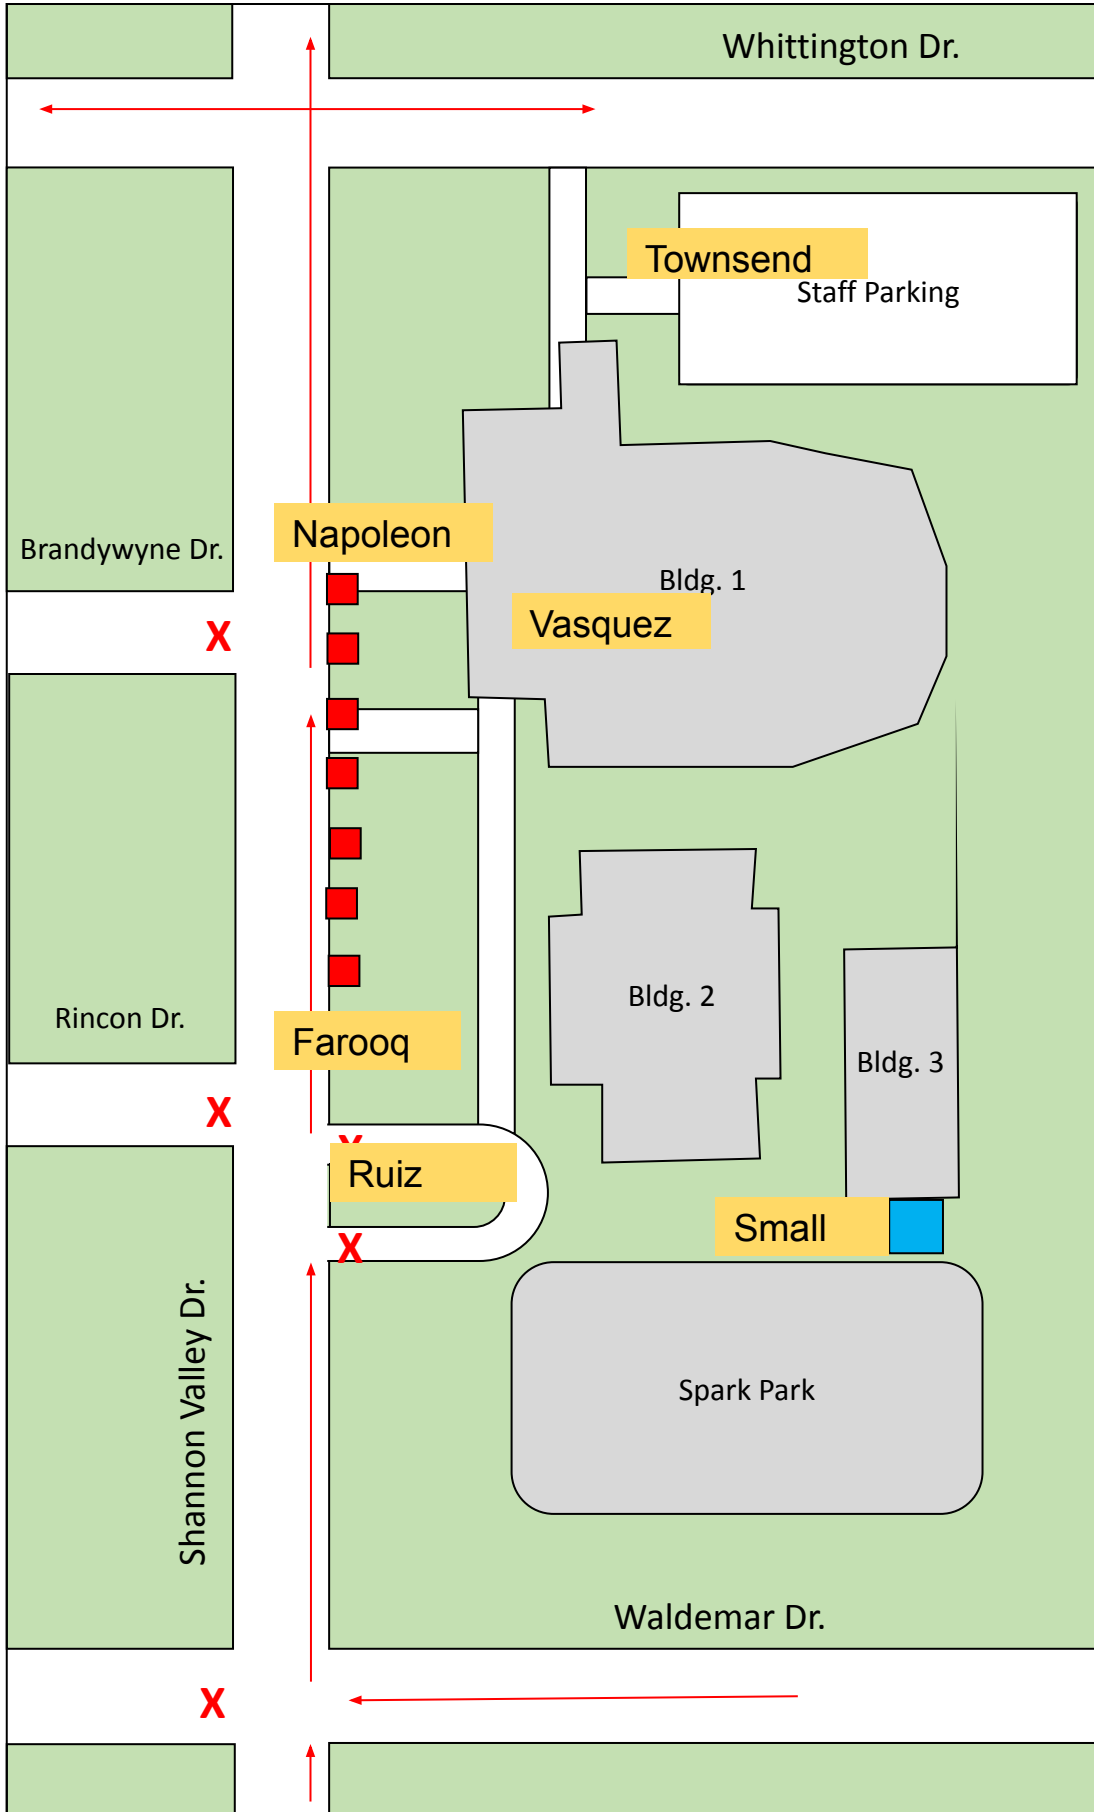 Whittington Dr.
Townsend
Staff Parking
Napoleon
Brandywyne Dr.
Bldg. 1
Vasquez
X
Bldg. 2
Rincon Dr.
Farooq
Bldg. 3
X
X
Ruiz
Small
X
Shannon Valley Dr.
Spark Park
Waldemar Dr.
X